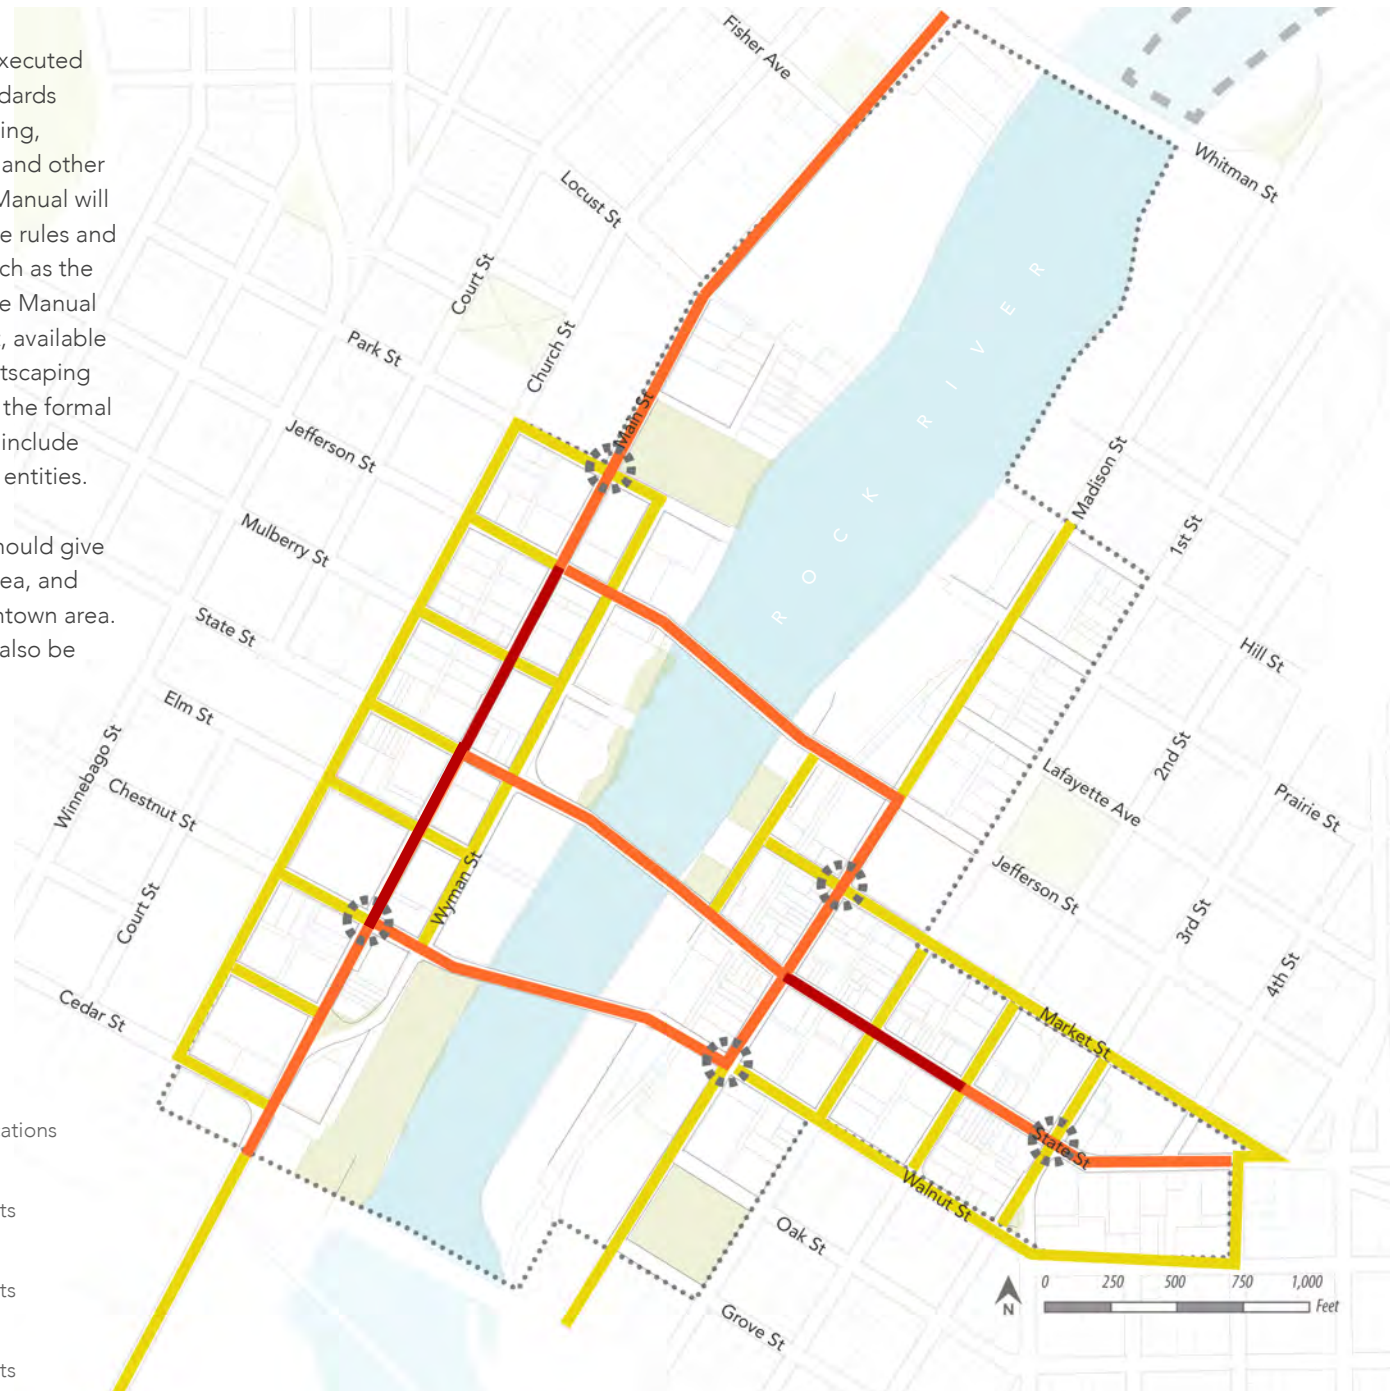 xecuted
dards
ing,
and other
Manual will
e rules and
ch as the
e Manual
, available
tscaping
the formal
include
entities.
hould give
ea, and
ntown area.
also be
ations
ts
ts
ts
Fisher Ave
Whitman St
Locust St
Court St
Church St
Park St
Main St
Jefferson St
Mulberry St
State St
Elm St
Chestnut St
Winnebago St
Court St
Cedar St
Wyman St
ROCK RIVER
Madison St
1st St
Hill St
2nd St
Lafayette Ave
Prairie St
Jefferson St
3rd St
4th St
Market St
State St
Walnut St
Oak St
Grove St
N
0 250 500 750 1,000
Feet